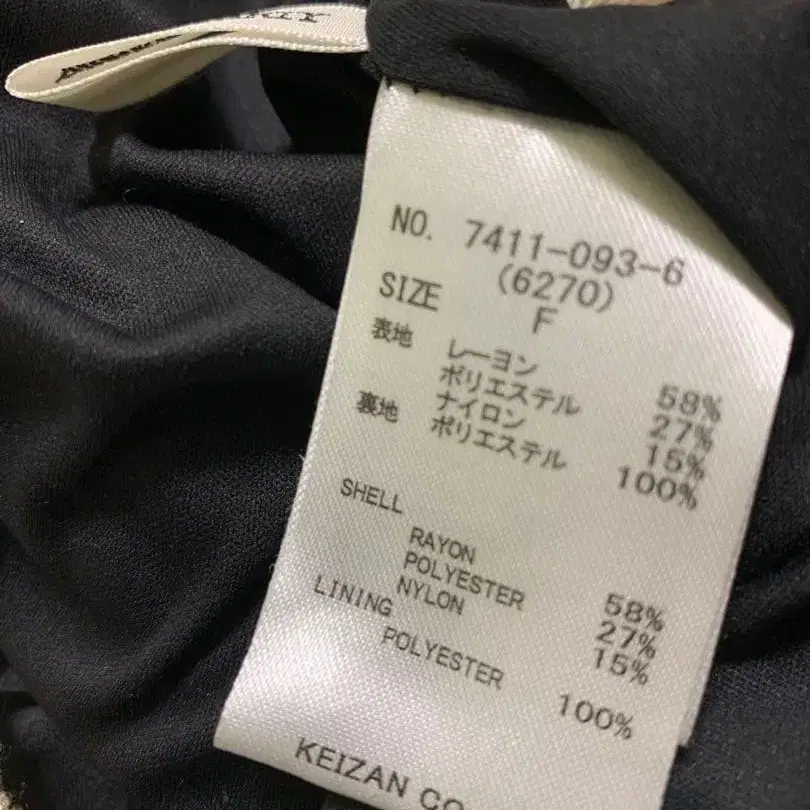 NO. 7411-093-6
(6270)
SIZE F
表地 レーヨン 58%
ポリエステル 27%
ナイロン 15%
裏地 ポリエステル 100%
SHELL
RAYON 58%
POLYESTER 27%
NYLON 15%
LINING
POLYESTER 100%
KEIZAN CO